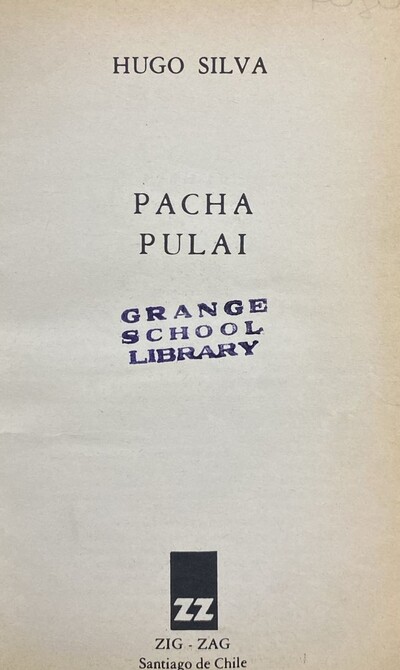 HUGO SILVA
PACHA
PULAI
GRANGE
SCHOOL
LIBRARY
ZZ
ZIG - ZAG
Santiago de Chile